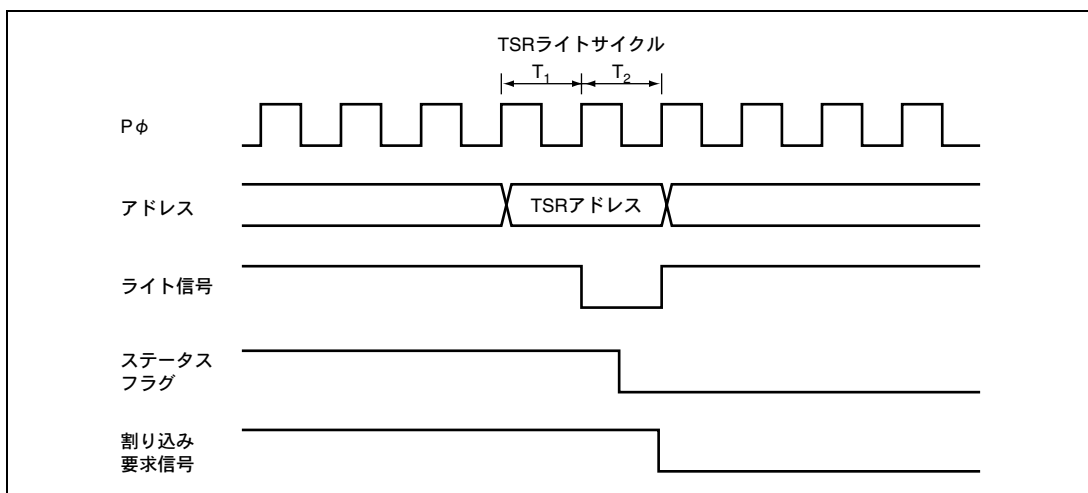 TSRライトサイクル
T1 T2
Pφ
アドレス
TSRアドレス
ライト信号
ステータス
フラグ
割り込み
要求信号